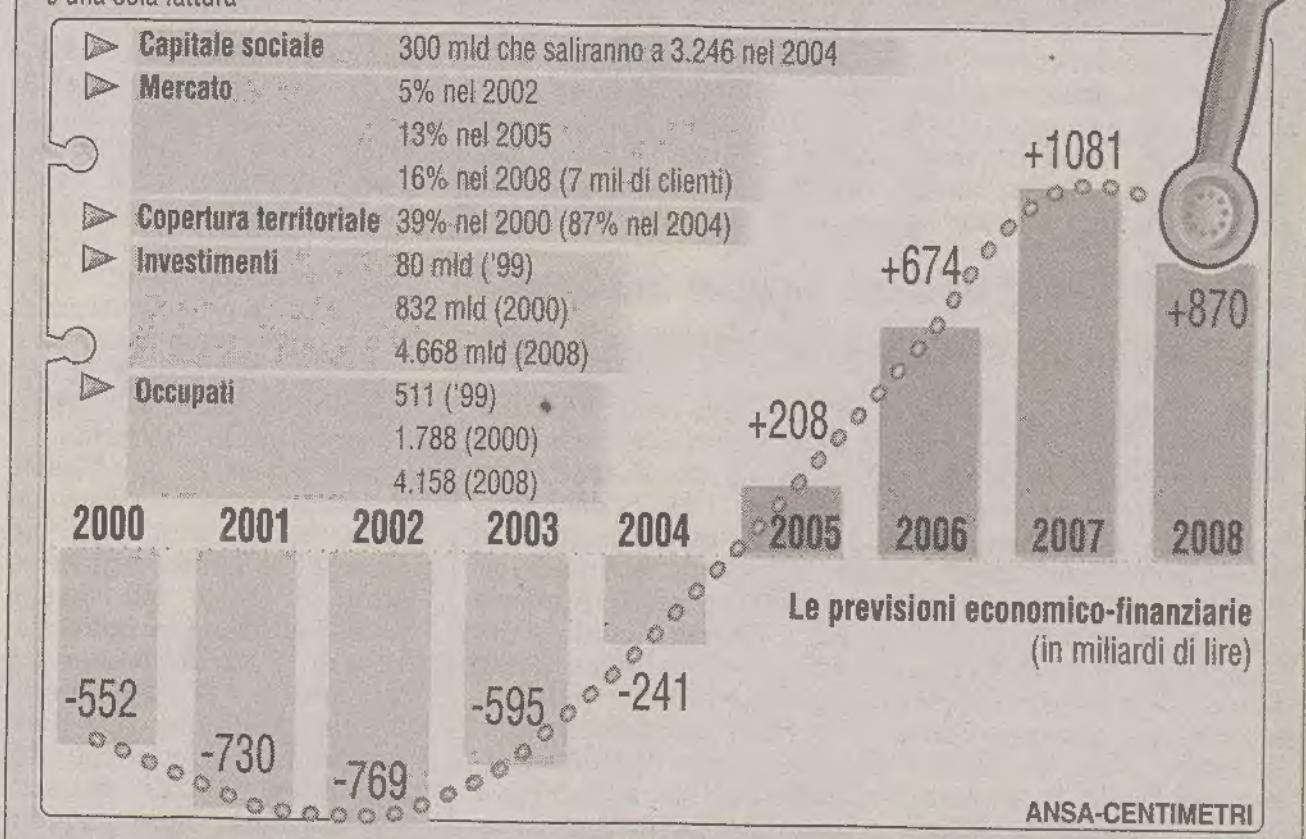 e una sola fattura
Capitale sociale 300 mld che saliranno a 3.246 nel 2004
Mercato 5% nel 2002
13% nel 2005
16% nel 2008 (7 mil di clienti)
Copertura territoriale 39% nel 2000 (87% nel 2004)
Investimenti 80 mld ('99)
832 mld (2000)
4.668 mld (2008)
Occupati 511 ('99)
1.788 (2000)
4.158 (2008)
+1081
+674
+870
+208
2000 2001 2002 2003 2004 2005 2006 2007 2008
Le previsioni economico-finanziarie
(in miliardi di lire)
-552
-730
-769
-595
-241
ANSA-CENTIMETRI